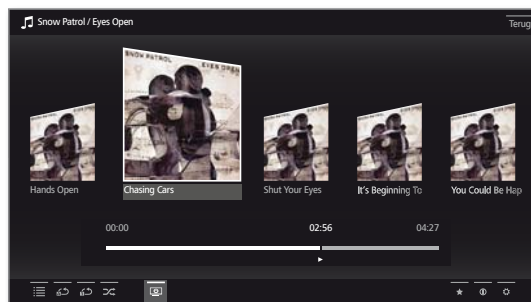 Snow Patrol / Eyes Open
Terug
SNOW PATROL EYES OPEN
Hands Open
Chasing Cars
Shut Your Eyes
It's Beginning To
You Could Be Hap
00:00
02:56
04:27